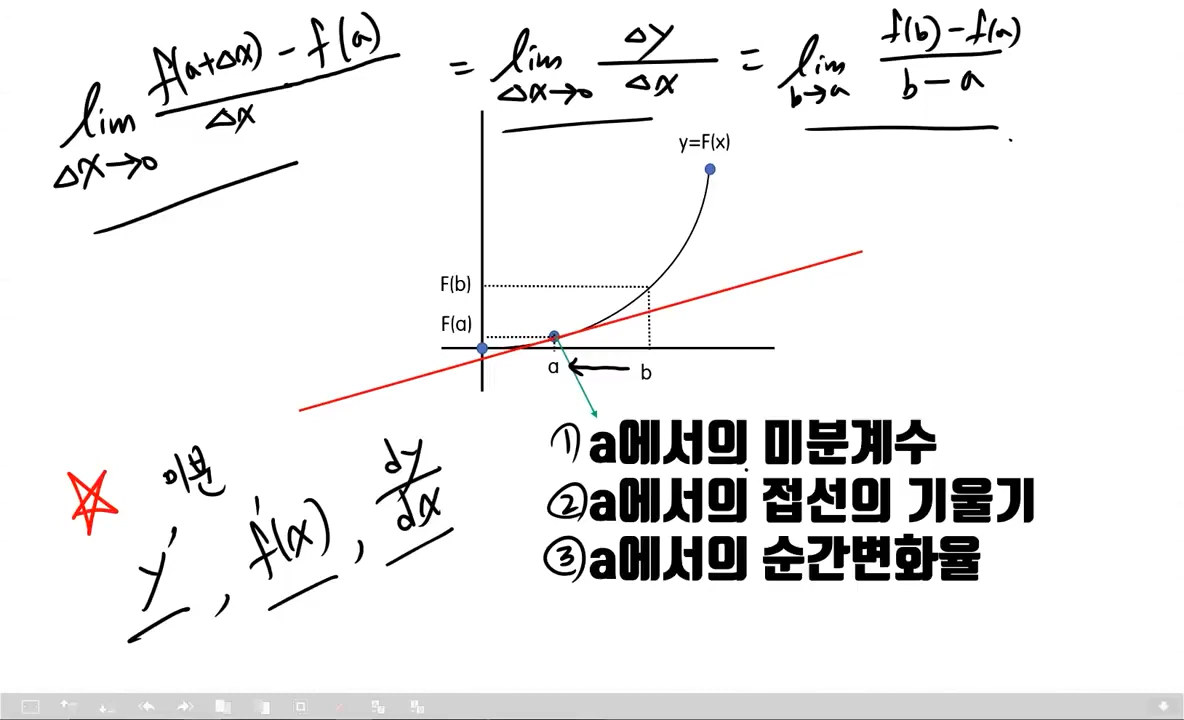 lim Δx→0 f(a+Δx) - f(a) / Δx = lim Δx→0 Δy / Δx = lim b→a f(b) - f(a) / b - a
y=F(x)
F(b)
F(a)
a ← b
① a에서의 미분계수
② a에서의 접선의 기울기
③ a에서의 순간변화율
미분
y', f'(x), dy/dx